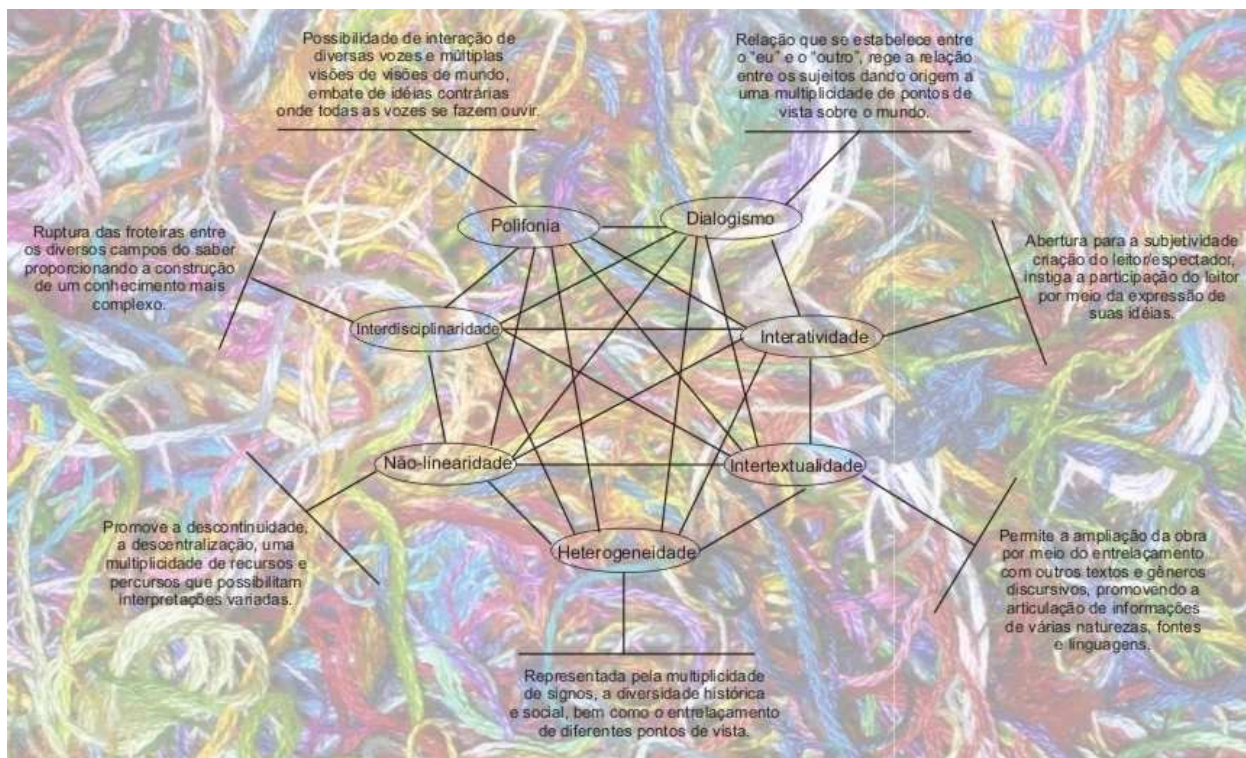 Possibilidade de interação de
diversas vozes e múltiplas
visões de visões de mundo,
embate de idéias contrárias
onde todas as vozes se fazem ouvir.
Relação que se estabelece entre
o "eu" e o "outro", rege a relação
entre os sujeitos dando origem a
uma multiplicidade de pontos de
vista sobre o mundo.
Polifonia
Dialogismo
Ruptura das froteiras entre
os diversos campos do saber
proporcionando a construção
de um conhecimento mais
complexo.
Abertura para a subjetividade
criação do leitor/espectador,
instiga a participação do leitor
por meio da expressão de
suas idéias.
Interdisciplinaridade
Interatividade
Não-linearidade
Intertextualidade
Heterogeneidade
Promove a descontinuidade,
a descentralização, uma
multiplicidade de recursos e
percursos que possibilitam
interpretações variadas.
Permite a ampliação da obra
por meio do entrelaçamento
com outros textos e gêneros
discursivos, promovendo a
articulação de informações
de várias naturezas, fontes
e linguagens.
Representada pela multiplicidade
de signos, a diversidade histórica
e social, bem como o entrelaçamento
de diferentes pontos de vista.